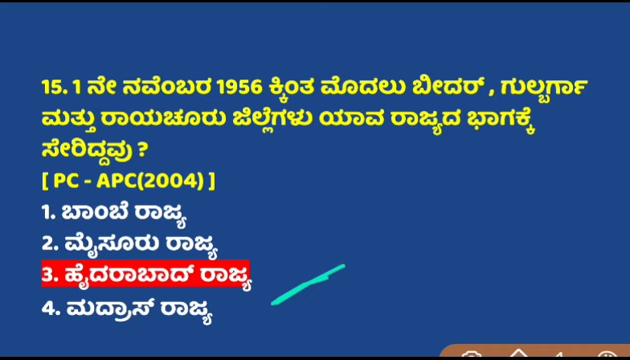 15. 1 ನೇ ನವೆಂಬರ 1956 ಕ್ಕಿಂತ ಮೊದಲು ಬೀದರ್ , ಗುಲ್ಬರ್ಗಾ
ಮತ್ತು ರಾಯಚೂರು ಜಿಲ್ಲೆಗಳು ಯಾವ ರಾಜ್ಯದ ಭಾಗಕ್ಕೆ
ಸೇರಿದ್ದವು ?
[ PC - APC(2004) ]
1. ಬಾಂಬೆ ರಾಜ್ಯ
2. ಮೈಸೂರು ರಾಜ್ಯ
3. ಹೈದರಾಬಾದ್ ರಾಜ್ಯ
4. ಮದ್ರಾಸ್ ರಾಜ್ಯ